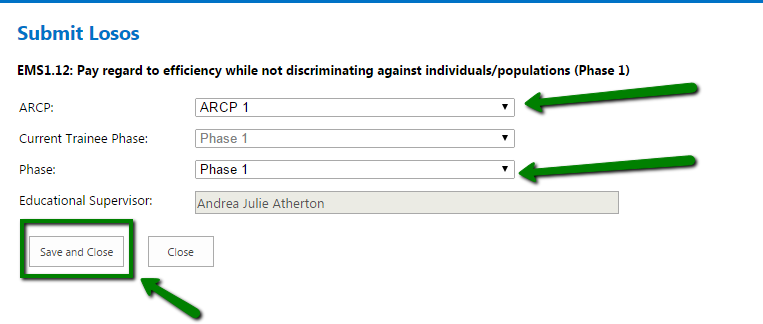 Submit Losos
EMS1.12: Pay regard to efficiency while not discriminating against individuals/populations (Phase 1)
ARCP: ARCP 1
Current Trainee Phase: Phase 1
Phase: Phase 1
Educational Supervisor: Andrea Julie Atherton
Save and Close Close